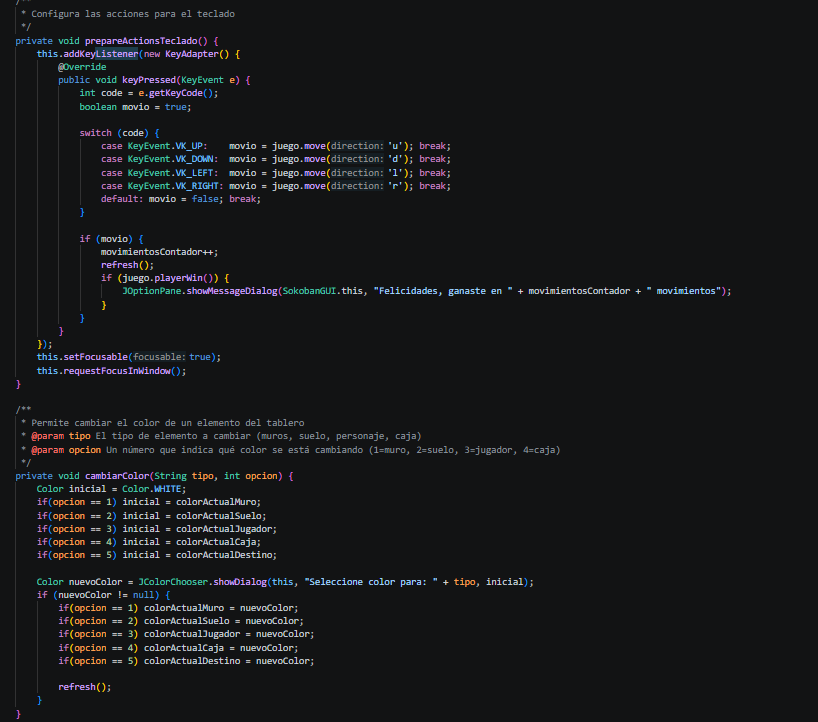 /**
 * Configura las acciones para el teclado
 */
private void prepareActionsTeclado() {
    this.addKeyListener(new KeyAdapter() {
        @Override
        public void keyPressed(KeyEvent e) {
            int code = e.getKeyCode();
            boolean movio = true;

            switch (code) {
                case KeyEvent.VK_UP:    movio = juego.move(direction: 'u'); break;
                case KeyEvent.VK_DOWN:  movio = juego.move(direction: 'd'); break;
                case KeyEvent.VK_LEFT:  movio = juego.move(direction: 'l'); break;
                case KeyEvent.VK_RIGHT: movio = juego.move(direction: 'r'); break;
                default: movio = false; break;
            }

            if (movio) {
                movimientosContador++;
                refresh();
                if (juego.playerWin()) {
                    JOptionPane.showMessageDialog(SokobanGUI.this, "Felicidades, ganaste en " + movimientosContador + " movimientos");
                }
            }
        }
    });
    this.setFocusable(focusable: true);
    this.requestFocusInWindow();
}

/**
 * Permite cambiar el color de un elemento del tablero
 * @param tipo El tipo de elemento a cambiar (muros, suelo, personaje, caja)
 * @param opcion Un número que indica qué color se está cambiando (1=muro, 2=suelo, 3=jugador, 4=caja)
 */
private void cambiarColor(String tipo, int opcion) {
    Color inicial = Color.WHITE;
    if(opcion == 1) inicial = colorActualMuro;
    if(opcion == 2) inicial = colorActualSuelo;
    if(opcion == 3) inicial = colorActualJugador;
    if(opcion == 4) inicial = colorActualCaja;
    if(opcion == 5) inicial = colorActualDestino;

    Color nuevoColor = JColorChooser.showDialog(this, "Seleccione color para: " + tipo, inicial);
    if (nuevoColor != null) {
        if(opcion == 1) colorActualMuro = nuevoColor;
        if(opcion == 2) colorActualSuelo = nuevoColor;
        if(opcion == 3) colorActualJugador = nuevoColor;
        if(opcion == 4) colorActualCaja = nuevoColor;
        if(opcion == 5) colorActualDestino = nuevoColor;

        refresh();
    }
}